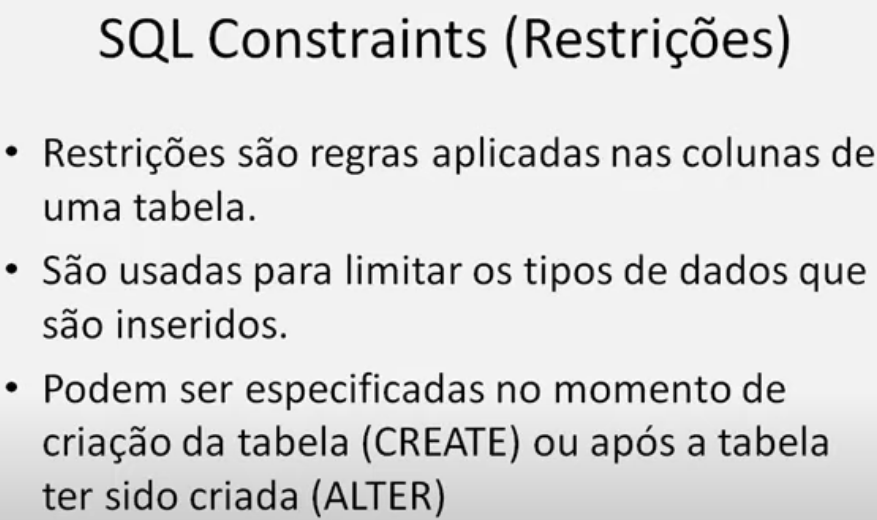 SQL Constraints (Restrições)
• Restrições são regras aplicadas nas colunas de
uma tabela.
• São usadas para limitar os tipos de dados que
são inseridos.
• Podem ser especificadas no momento de
criação da tabela (CREATE) ou após a tabela
ter sido criada (ALTER)